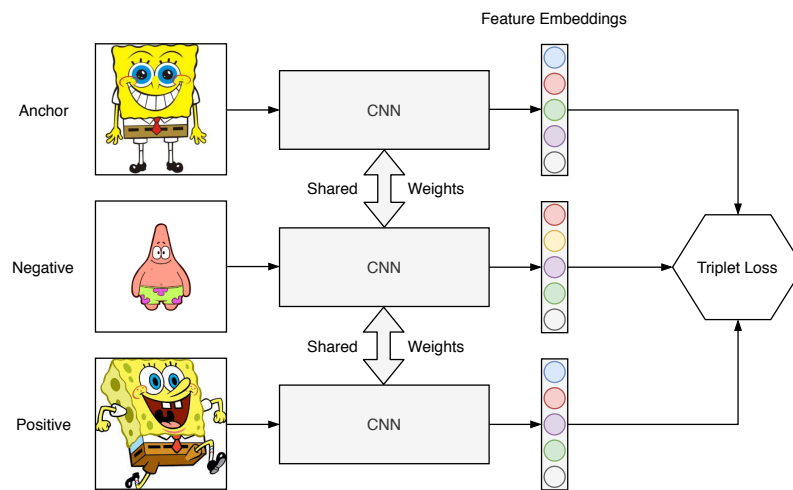 Feature Embeddings
Anchor
CNN
Shared Weights
Negative
CNN
Triplet Loss
Shared Weights
Positive
CNN